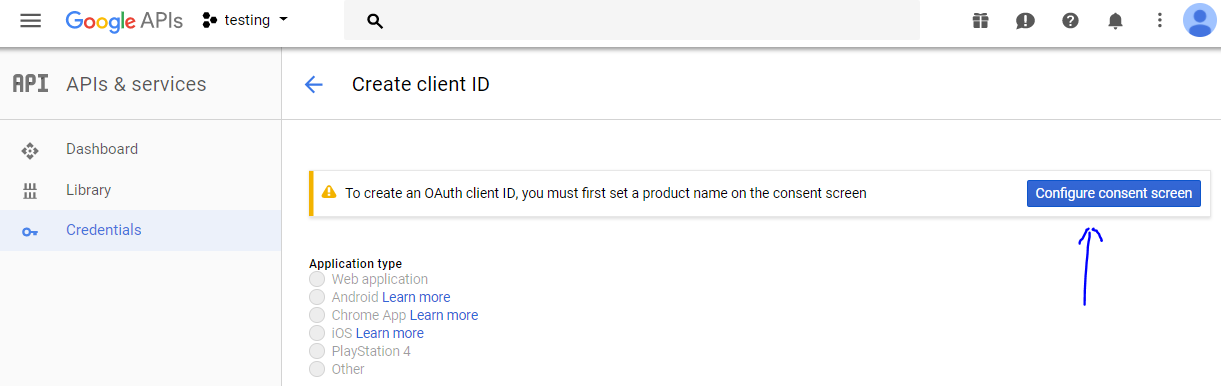 Google APIs testing
API APIs & services
Create client ID
Dashboard
Library
Credentials
To create an OAuth client ID, you must first set a product name on the consent screen
Configure consent screen
Application type
Web application
Android Learn more
Chrome App Learn more
iOS Learn more
PlayStation 4
Other